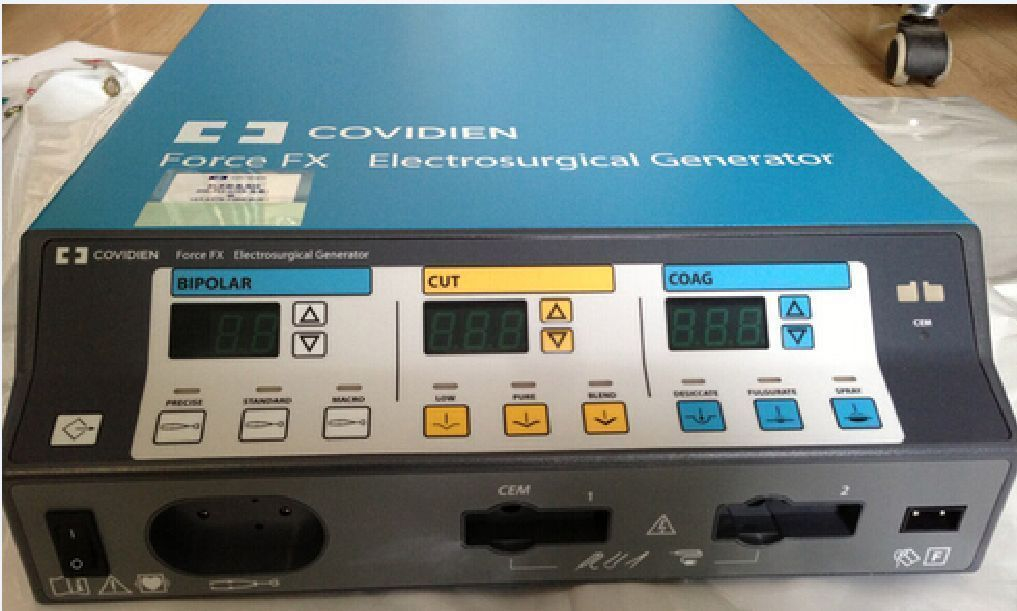 COVIDIEN
Force FX Electrosurgical Generator
COVIDIEN Force FX Electrosurgical Generator
BIPOLAR CUT COAG
CEM
PRECISE STANDARD MACRO LOW PURE BLEND DESICCATE FULGURATE SPRAY
CEM 1 2
I
O
F